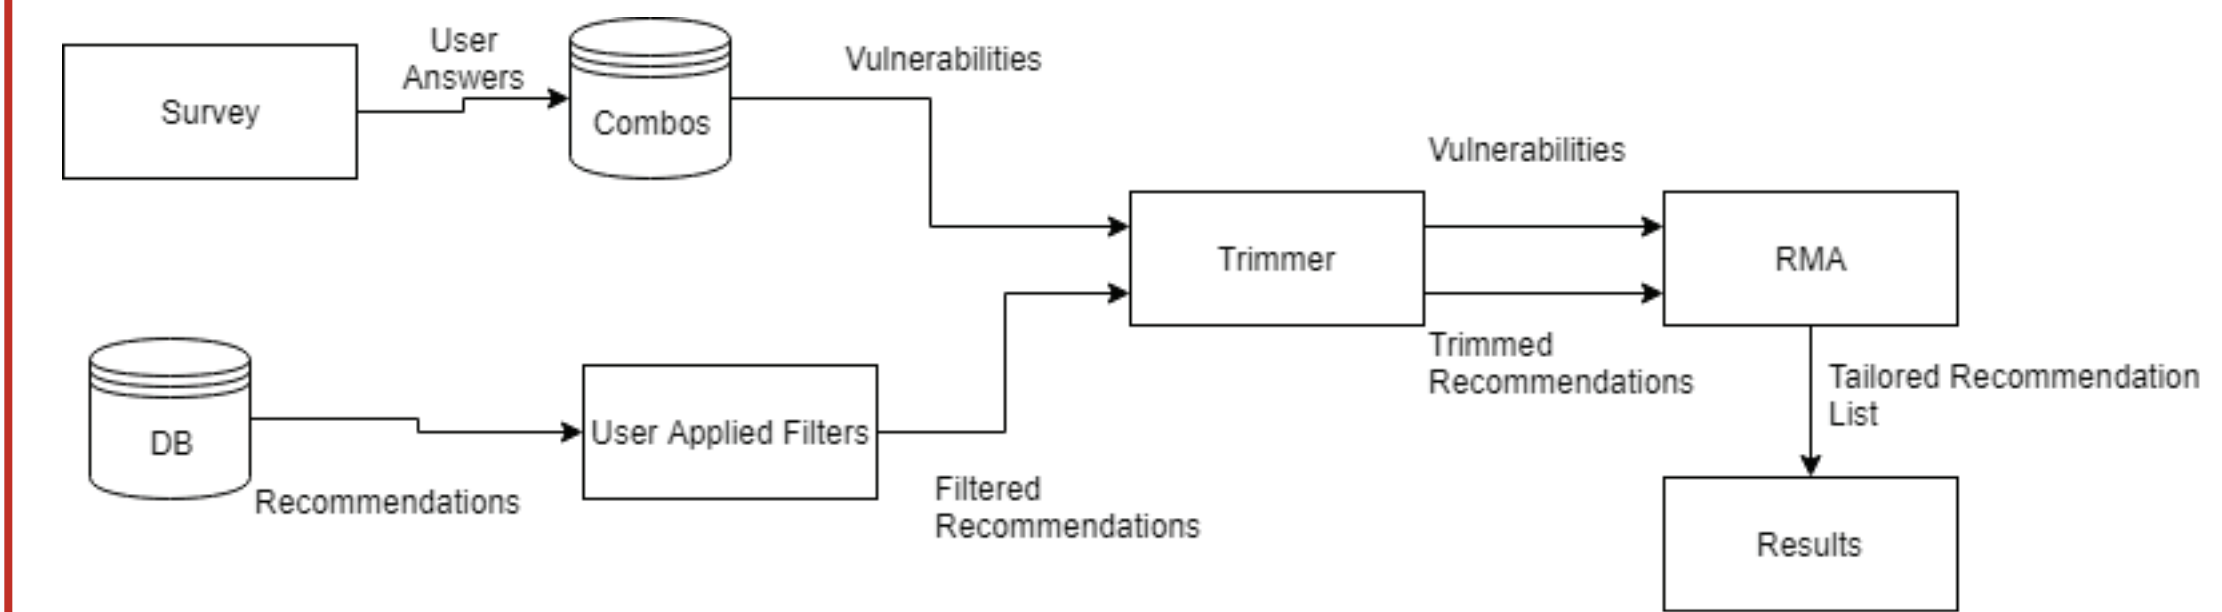 User
Answers
Survey
Combos
Vulnerabilities
Vulnerabilities
Trimmer
RMA
Trimmed
Recommendations
Tailored Recommendation
List
DB
Recommendations
User Applied Filters
Filtered
Recommendations
Results